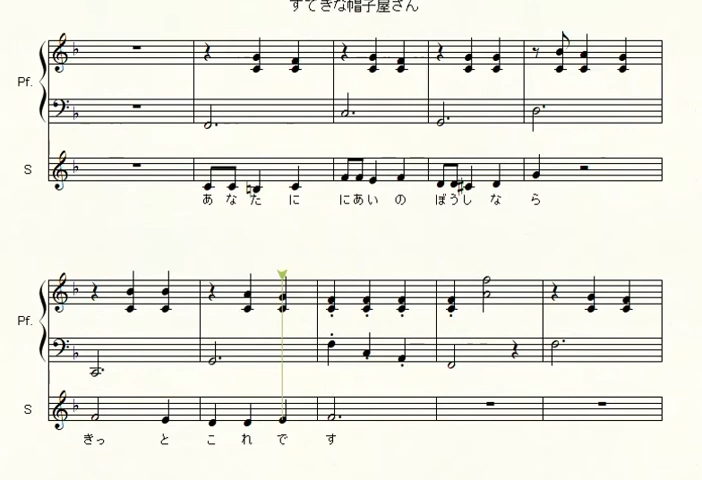 すてきな帽子屋さん
Pf.
S
あ な た に にあい の ぼうし な ら
Pf.
S
きっ と こ れ で す